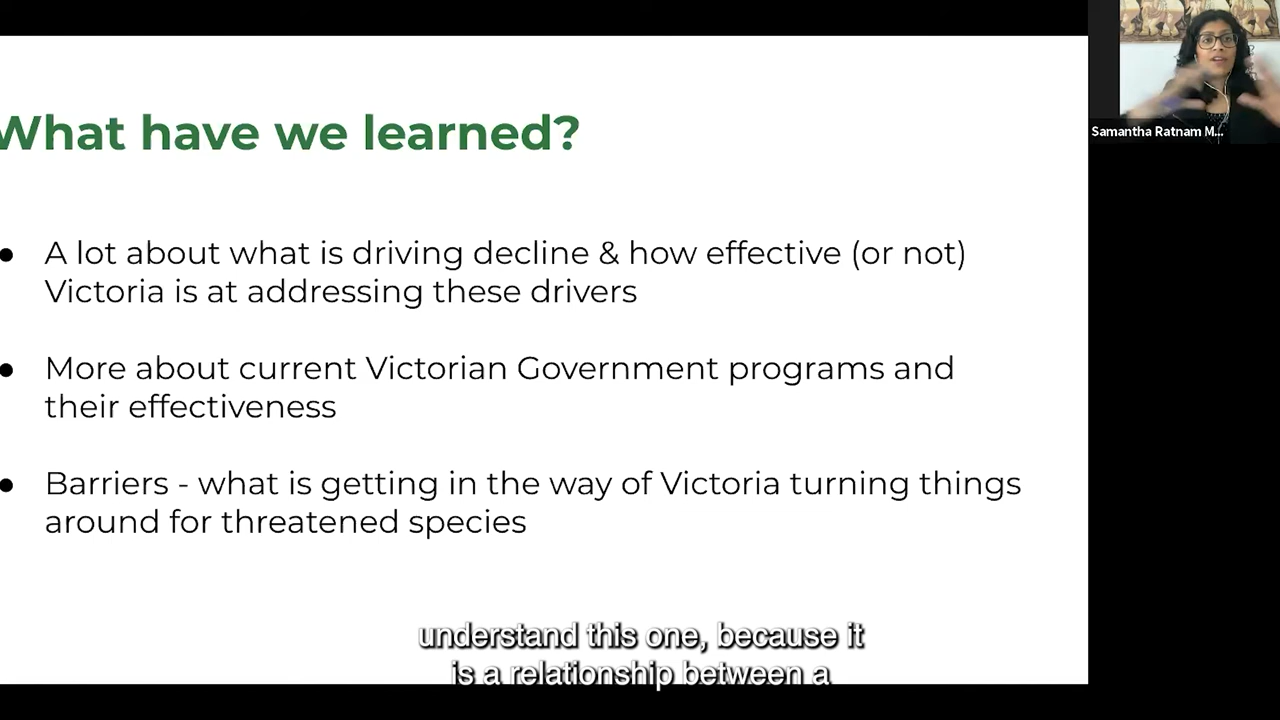 What have we learned?
Samantha Ratnam M...
● A lot about what is driving decline & how effective (or not)
Victoria is at addressing these drivers
● More about current Victorian Government programs and
their effectiveness
● Barriers - what is getting in the way of Victoria turning things
around for threatened species
understand this one, because it
is a relationship between a